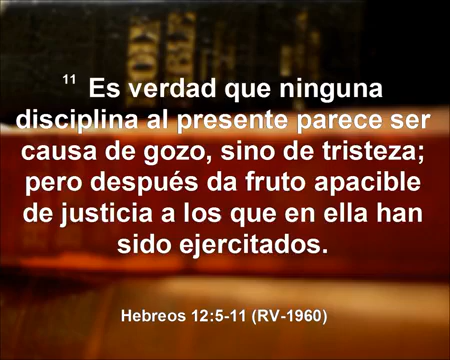 11 Es verdad que ninguna
disciplina al presente parece ser
causa de gozo, sino de tristeza;
pero después da fruto apacible
de justicia a los que en ella han
sido ejercitados.
Hebreos 12:5-11 (RV-1960)